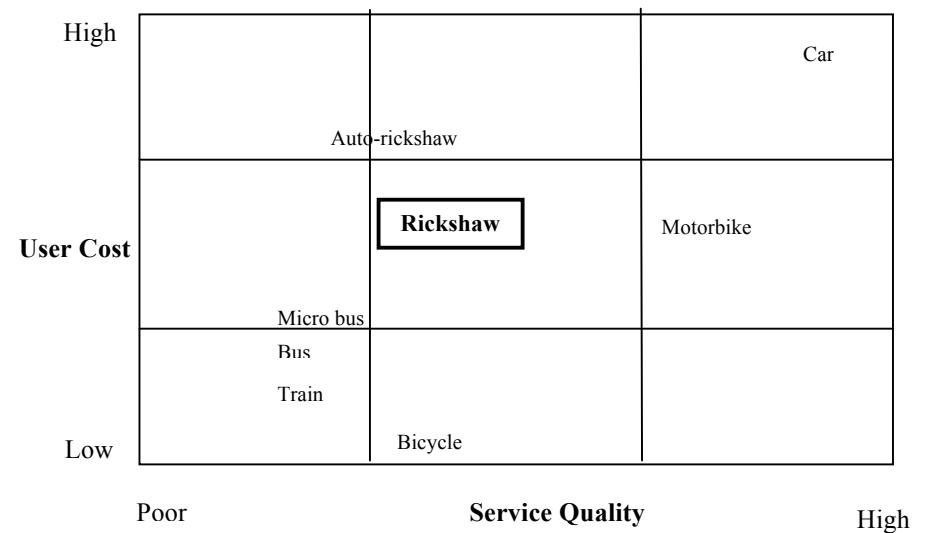 High
Car
Auto-rickshaw
Rickshaw
Motorbike
User Cost
Micro bus
Bus
Train
Bicycle
Low
Poor
Service Quality
High